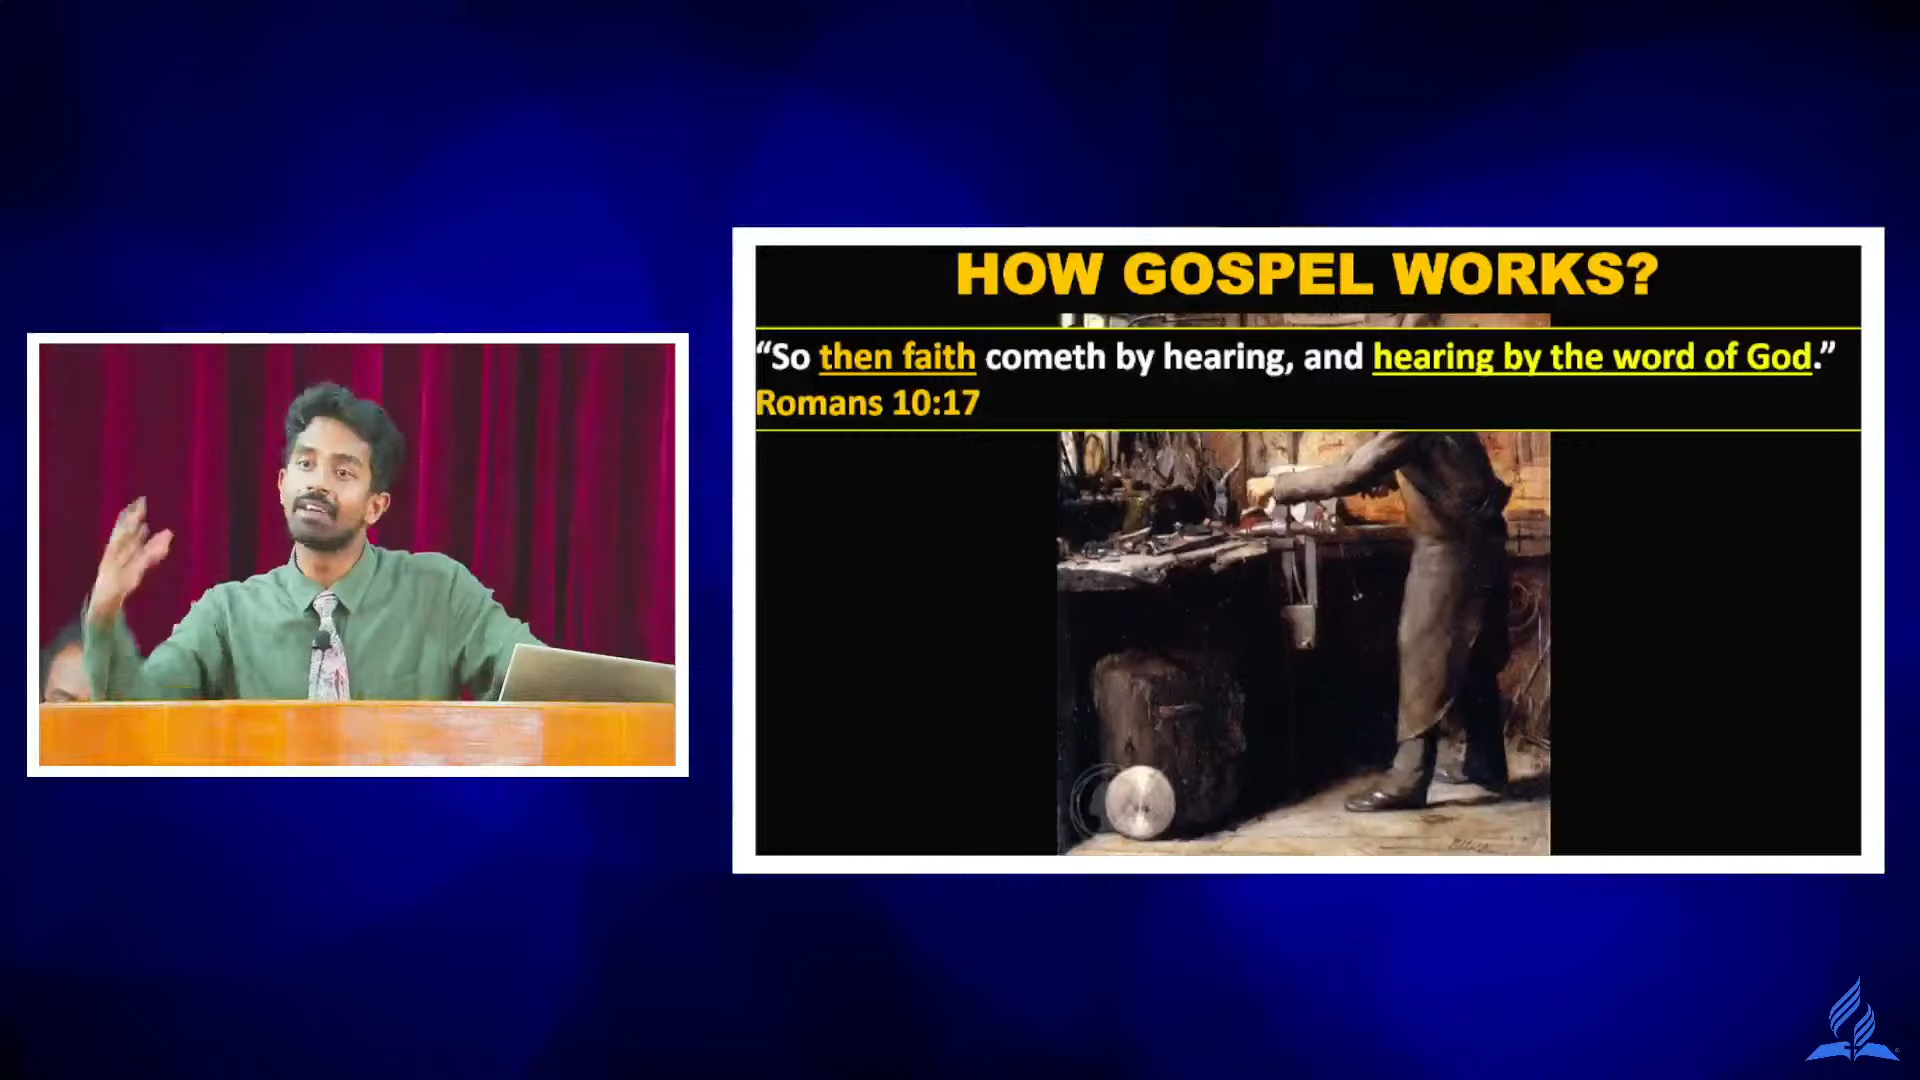 HOW GOSPEL WORKS?
“So then faith cometh by hearing, and hearing by the word of God.”
Romans 10:17